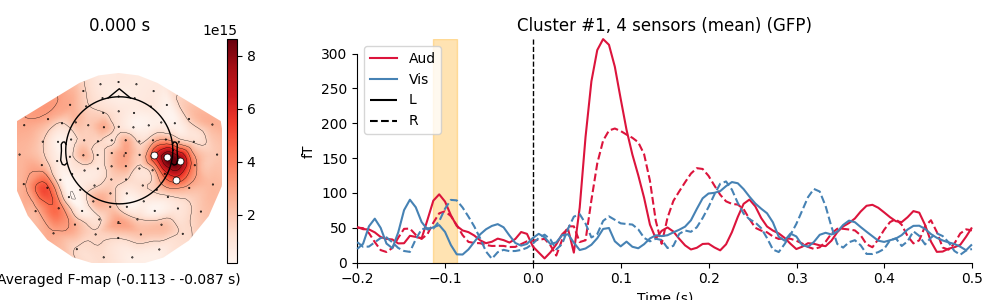 0.000 s
1e15
8
6
4
2
Averaged F-map (-0.113 - -0.087 s)
Cluster #1, 4 sensors (mean) (GFP)
fT
300
250
200
150
100
50
0
Aud
Vis
L
R
−0.2
−0.1
0.0
0.1
0.2
0.3
0.4
0.5
Time (s)